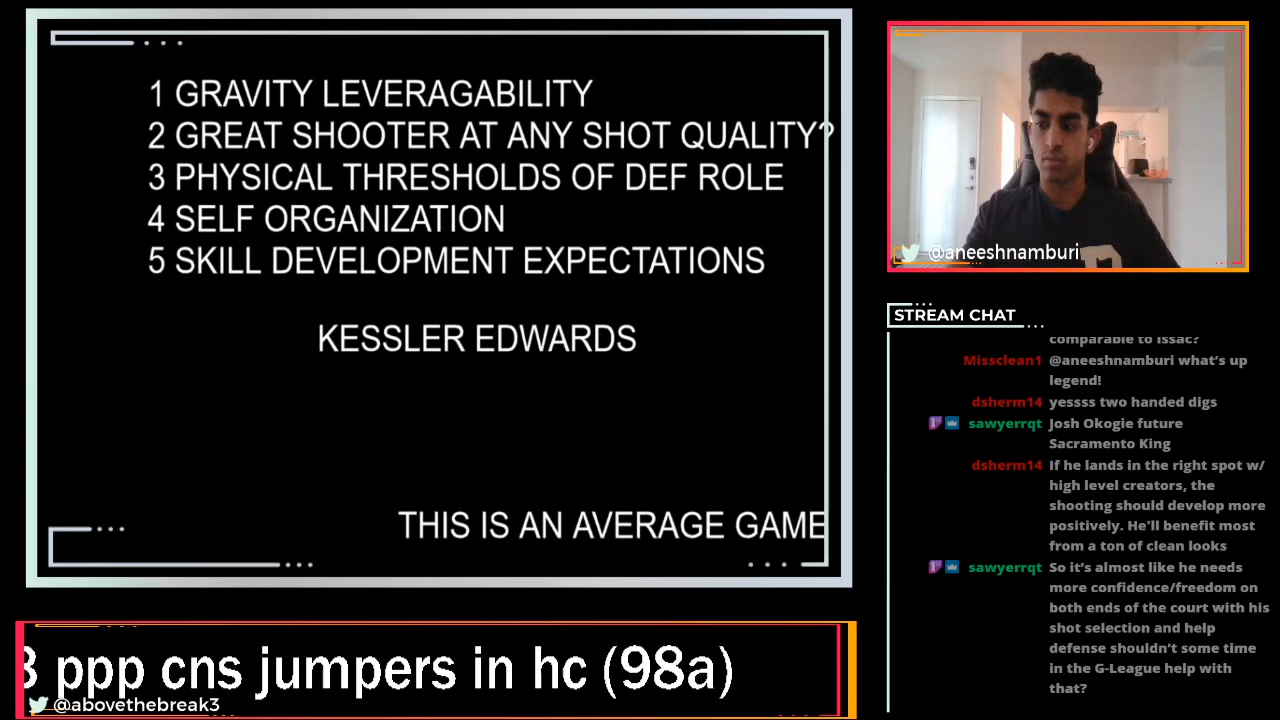 1 GRAVITY LEVERAGABILITY
2 GREAT SHOOTER AT ANY SHOT QUALITY?
3 PHYSICAL THRESHOLDS OF DEF ROLE
4 SELF ORGANIZATION
5 SKILL DEVELOPMENT EXPECTATIONS
KESSLER EDWARDS
THIS IS AN AVERAGE GAME
ppp cns jumpers in hc (98a)
@abovethebreak3
@aneeshnamburi
STREAM CHAT
comparable to Issac?
Missclean1 @aneeshnamburi what's up
legend!
dsherm14 yessss two handed digs
sawyerrqt Josh Okogie future
Sacramento King
dsherm14 If he lands in the right spot w/
high level creators, the
shooting should develop more
positively. He'll benefit most
from a ton of clean looks
sawyerrqt So it's almost like he needs
more confidence/freedom on
both ends of the court with his
shot selection and help
defense shouldn't some time
in the G-League help with
that?